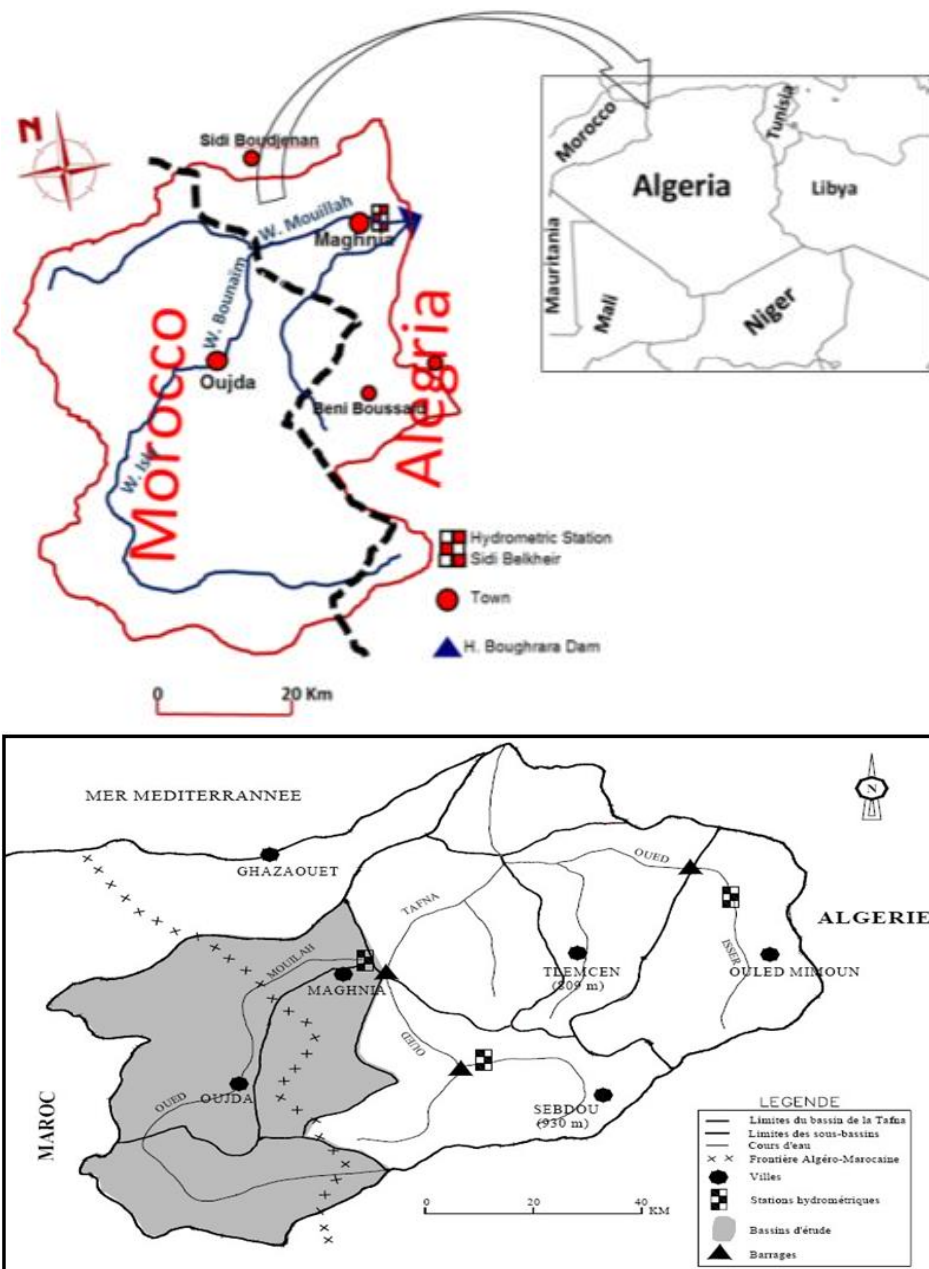 N
Sidi Boudjenan
W. Mouillah
Maghnia
W. Bounaim
Oujda
Morocco
Alegria
Beni Boussaid
W. Isly
Hydrometric Station
Sidi Belkheir
Town
H. Boughrara Dam
0 20 Km
Morocco
Algeria
Tunisia
Libya
Mauritania
Mali
Niger
MER MEDITERRANNEE
N
GHAZAOUET
OUED
TAFNA
ALGERIE
MOUILAH
ISSER
MAGHNIA
TLEMCEN
(809 m)
OULED MIMOUN
OUED
OUED
OUJDA
MAROC
SEBDOU
(930 m)
0 20 40
KM
LEGENDE
Limites du bassin de la Tafna
Limites des sous-bassins
Cours d'eau
Frontière Algéro-Marocaine
Villes
Stations hydrométriques
Bassins d'étude
Barrages